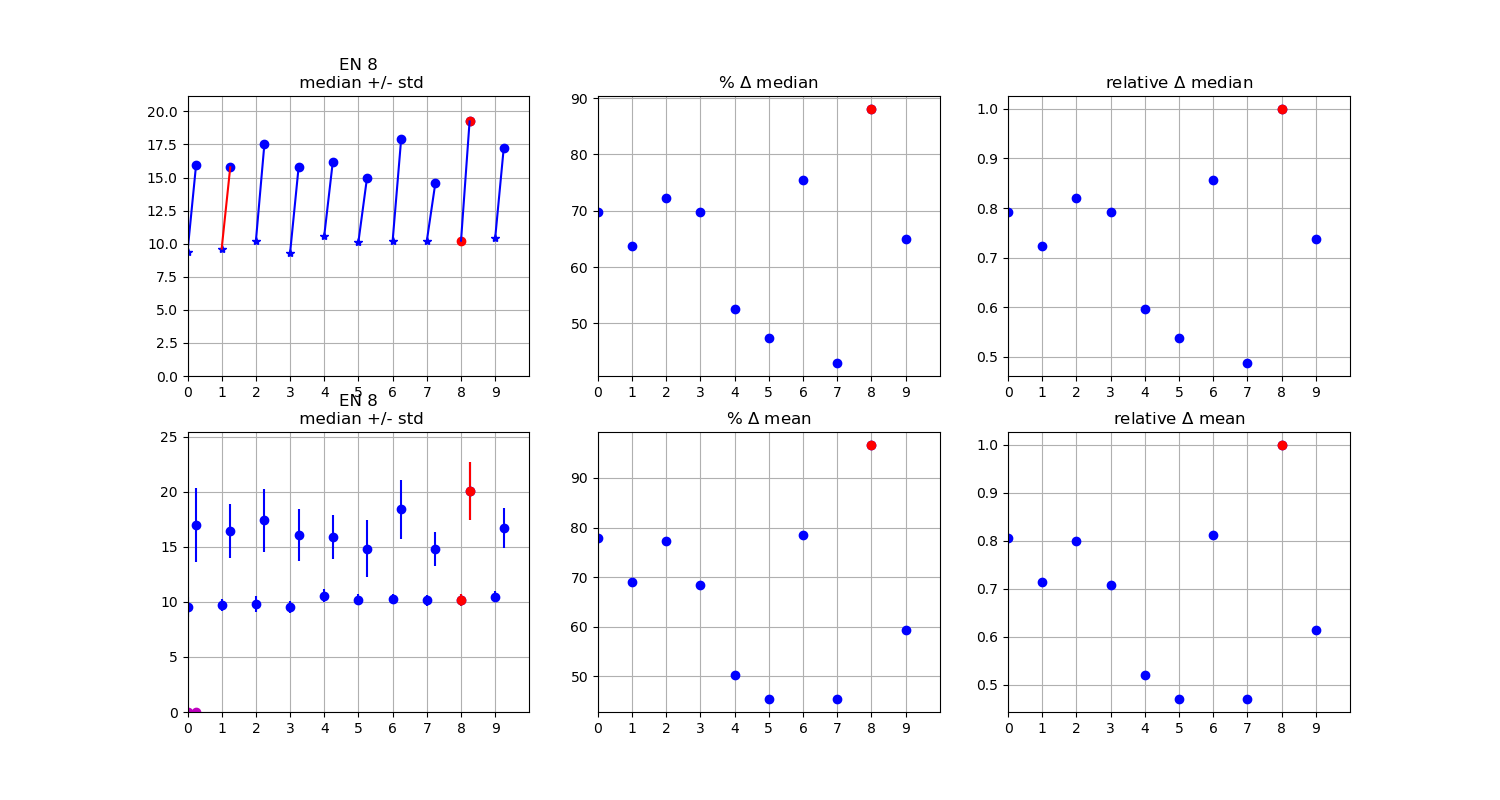 EN 8
median +/- std
20.0
17.5
15.0
12.5
10.0
7.5
5.0
2.5
0.0
0 1 2 3 4 5 6 7 8 9
% Δ median
90
80
70
60
50
0 1 2 3 4 5 6 7 8 9
relative Δ median
1.0
0.9
0.8
0.7
0.6
0.5
0 1 2 3 4 5 6 7 8 9
EN 8
median +/- std
25
20
15
10
5
0
0 1 2 3 4 5 6 7 8 9
% Δ mean
90
80
70
60
50
0 1 2 3 4 5 6 7 8 9
relative Δ mean
1.0
0.9
0.8
0.7
0.6
0.5
0 1 2 3 4 5 6 7 8 9